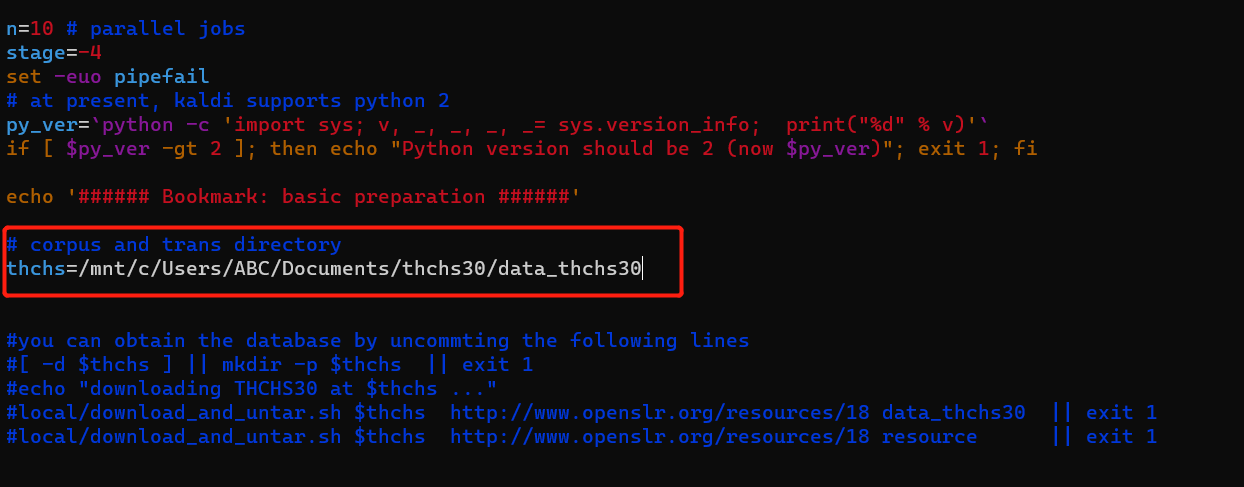 n=10 # parallel jobs
stage=-4
set -euo pipefail
# at present, kaldi supports python 2
py_ver=`python -c 'import sys; v, _, _, _, _= sys.version_info;  print("%d" % v)'`
if [ $py_ver -gt 2 ]; then echo "Python version should be 2 (now $py_ver)"; exit 1; fi
echo '###### Bookmark: basic preparation ######'
# corpus and trans directory
thchs=/mnt/c/Users/ABC/Documents/thchs30/data_thchs30
#you can obtain the database by uncommting the following lines
#[ -d $thchs ] || mkdir -p $thchs  || exit 1
#echo "downloading THCHS30 at $thchs ..."
#local/download_and_untar.sh $thchs  http://www.openslr.org/resources/18 data_thchs30  || exit 1
#local/download_and_untar.sh $thchs  http://www.openslr.org/resources/18 resource      || exit 1